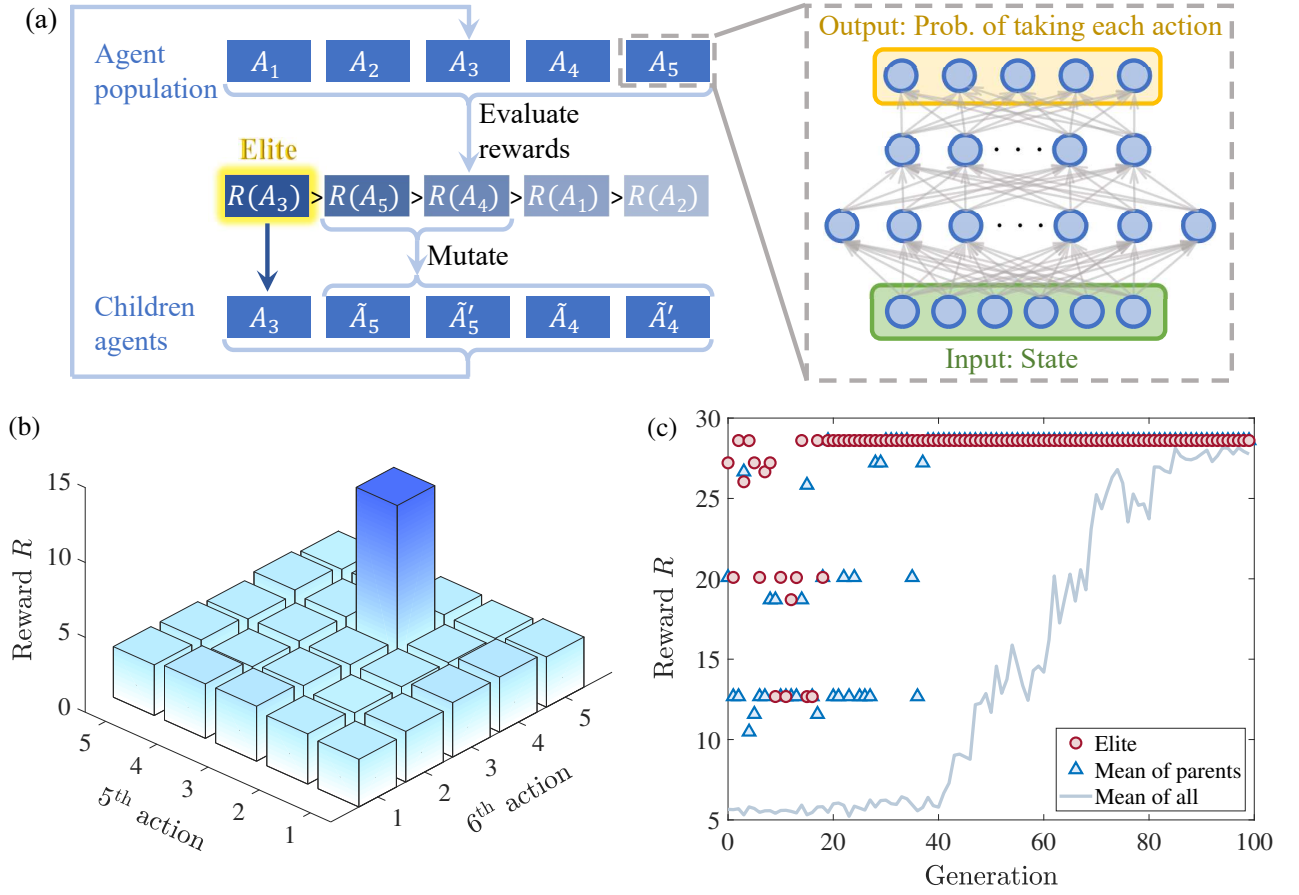 (a)
Agent
population
A₁ A₂ A₃ A₄ A₅
Evaluate
rewards
Elite
R(A₃) > R(A₅) > R(A₄) > R(A₁) > R(A₂)
Mutate
Children
agents
A₃ Ã₅ Ã₅′ Ã₄ Ã₄′
Output: Prob. of taking each action
· · ·
· · ·
Input: State
(b)
Reward R
15
10
5
0
5
4
3
2
1
5ᵗʰ action
1
2
3
4
5
6ᵗʰ action
(c)
Reward R
30
25
20
15
10
5
0 20 40 60 80 100
Generation
Elite
Mean of parents
Mean of all